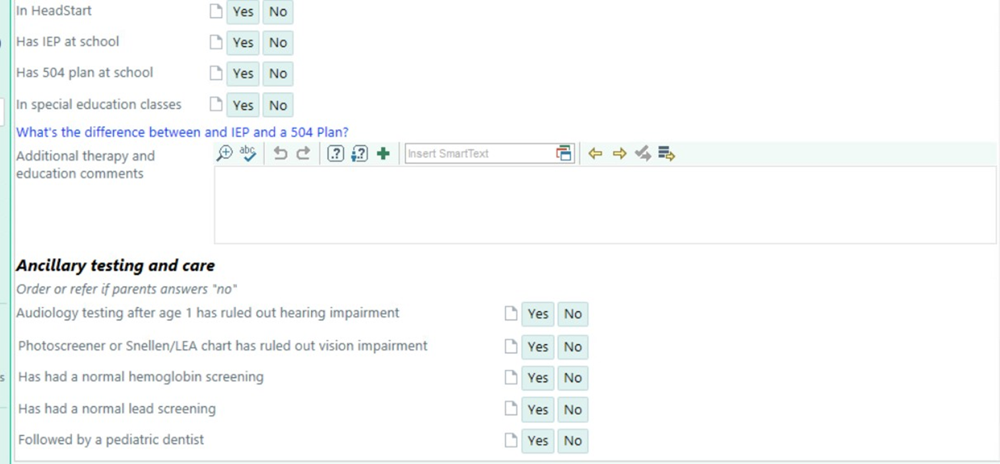 In HeadStart Yes No
Has IEP at school Yes No
Has 504 plan at school Yes No
In special education classes Yes No
What's the difference between and IEP and a 504 Plan?
Additional therapy and
education comments
abc ? ? Insert SmartText
Ancillary testing and care
Order or refer if parents answers "no"
Audiology testing after age 1 has ruled out hearing impairment Yes No
Photoscreener or Snellen/LEA chart has ruled out vision impairment Yes No
s
Has had a normal hemoglobin screening Yes No
Has had a normal lead screening Yes No
Followed by a pediatric dentist Yes No